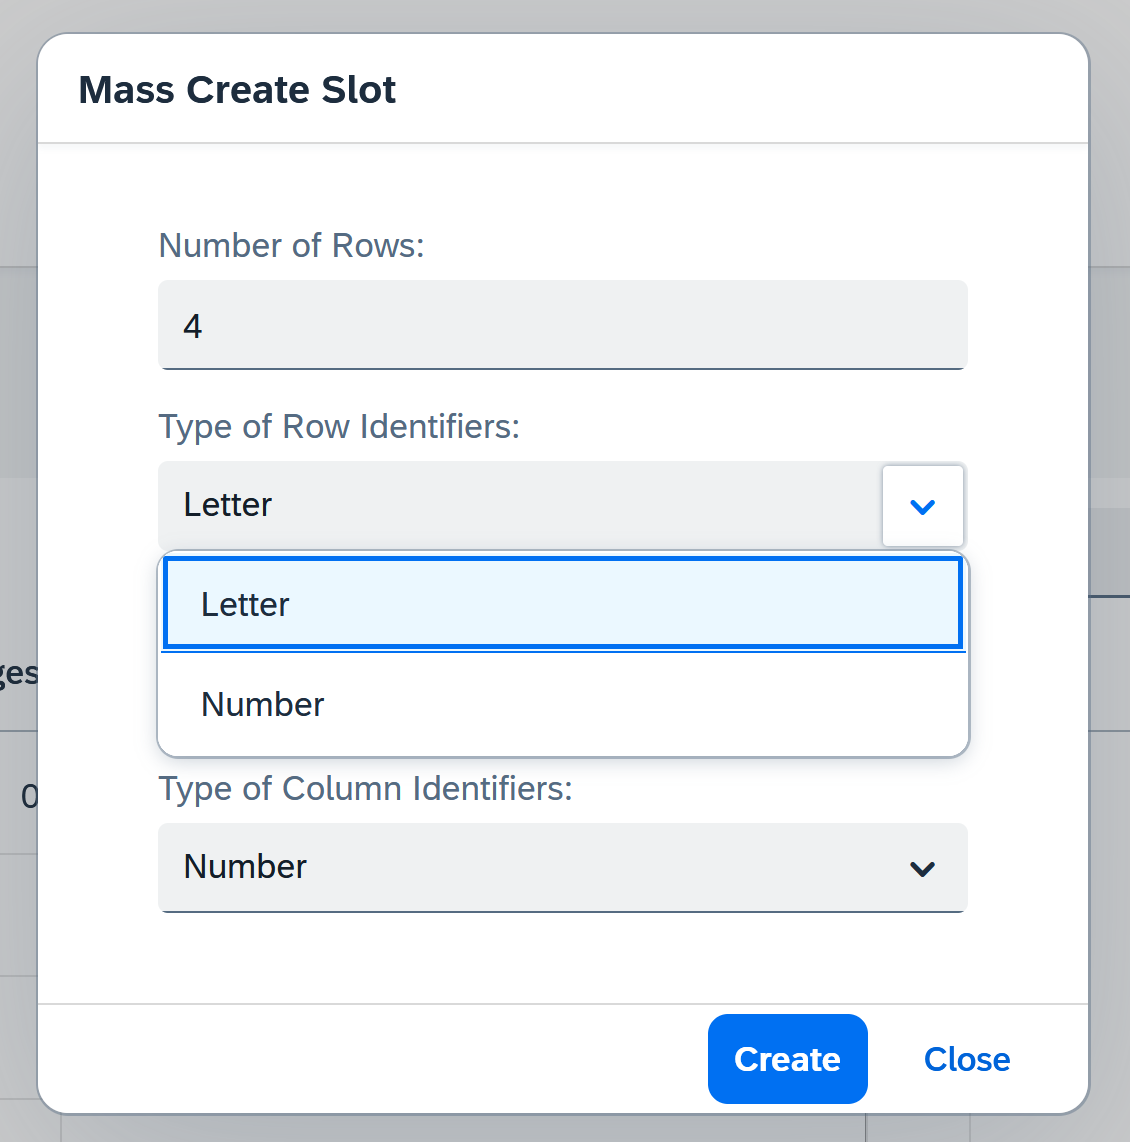 Mass Create Slot
Number of Rows:
4
Type of Row Identifiers:
Letter
Letter
ges
Number
Type of Column Identifiers:
0
Number
Create
Close